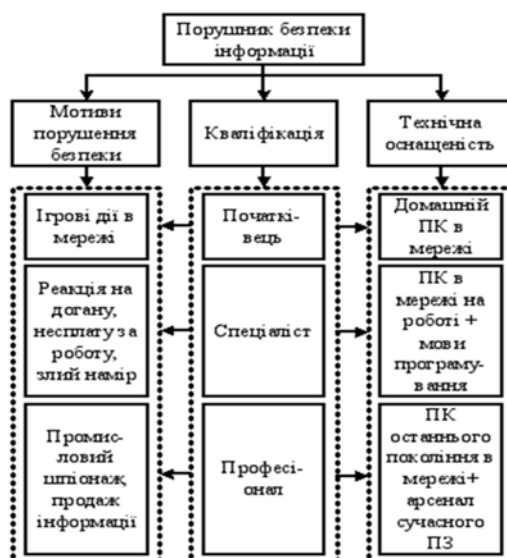 Порушник безпеки
інформації
Мотиви
порушення
безпеки
Кваліфікація
Технічна
оснащеність
Ігрові дії в
мережі
Початкі-
вець
Домашній
ПК в
мережі
Реакція на
догану,
несплату за
роботу,
злий намір
Спеціаліст
ПК в
мережі на
роботі +
мови
програму-
вання
Промис-
ловий
шпіонаж,
продаж
інформації
Професі-
онал
ПК
останнього
покоління в
мережі+
арсенал
сучасного
ПЗ